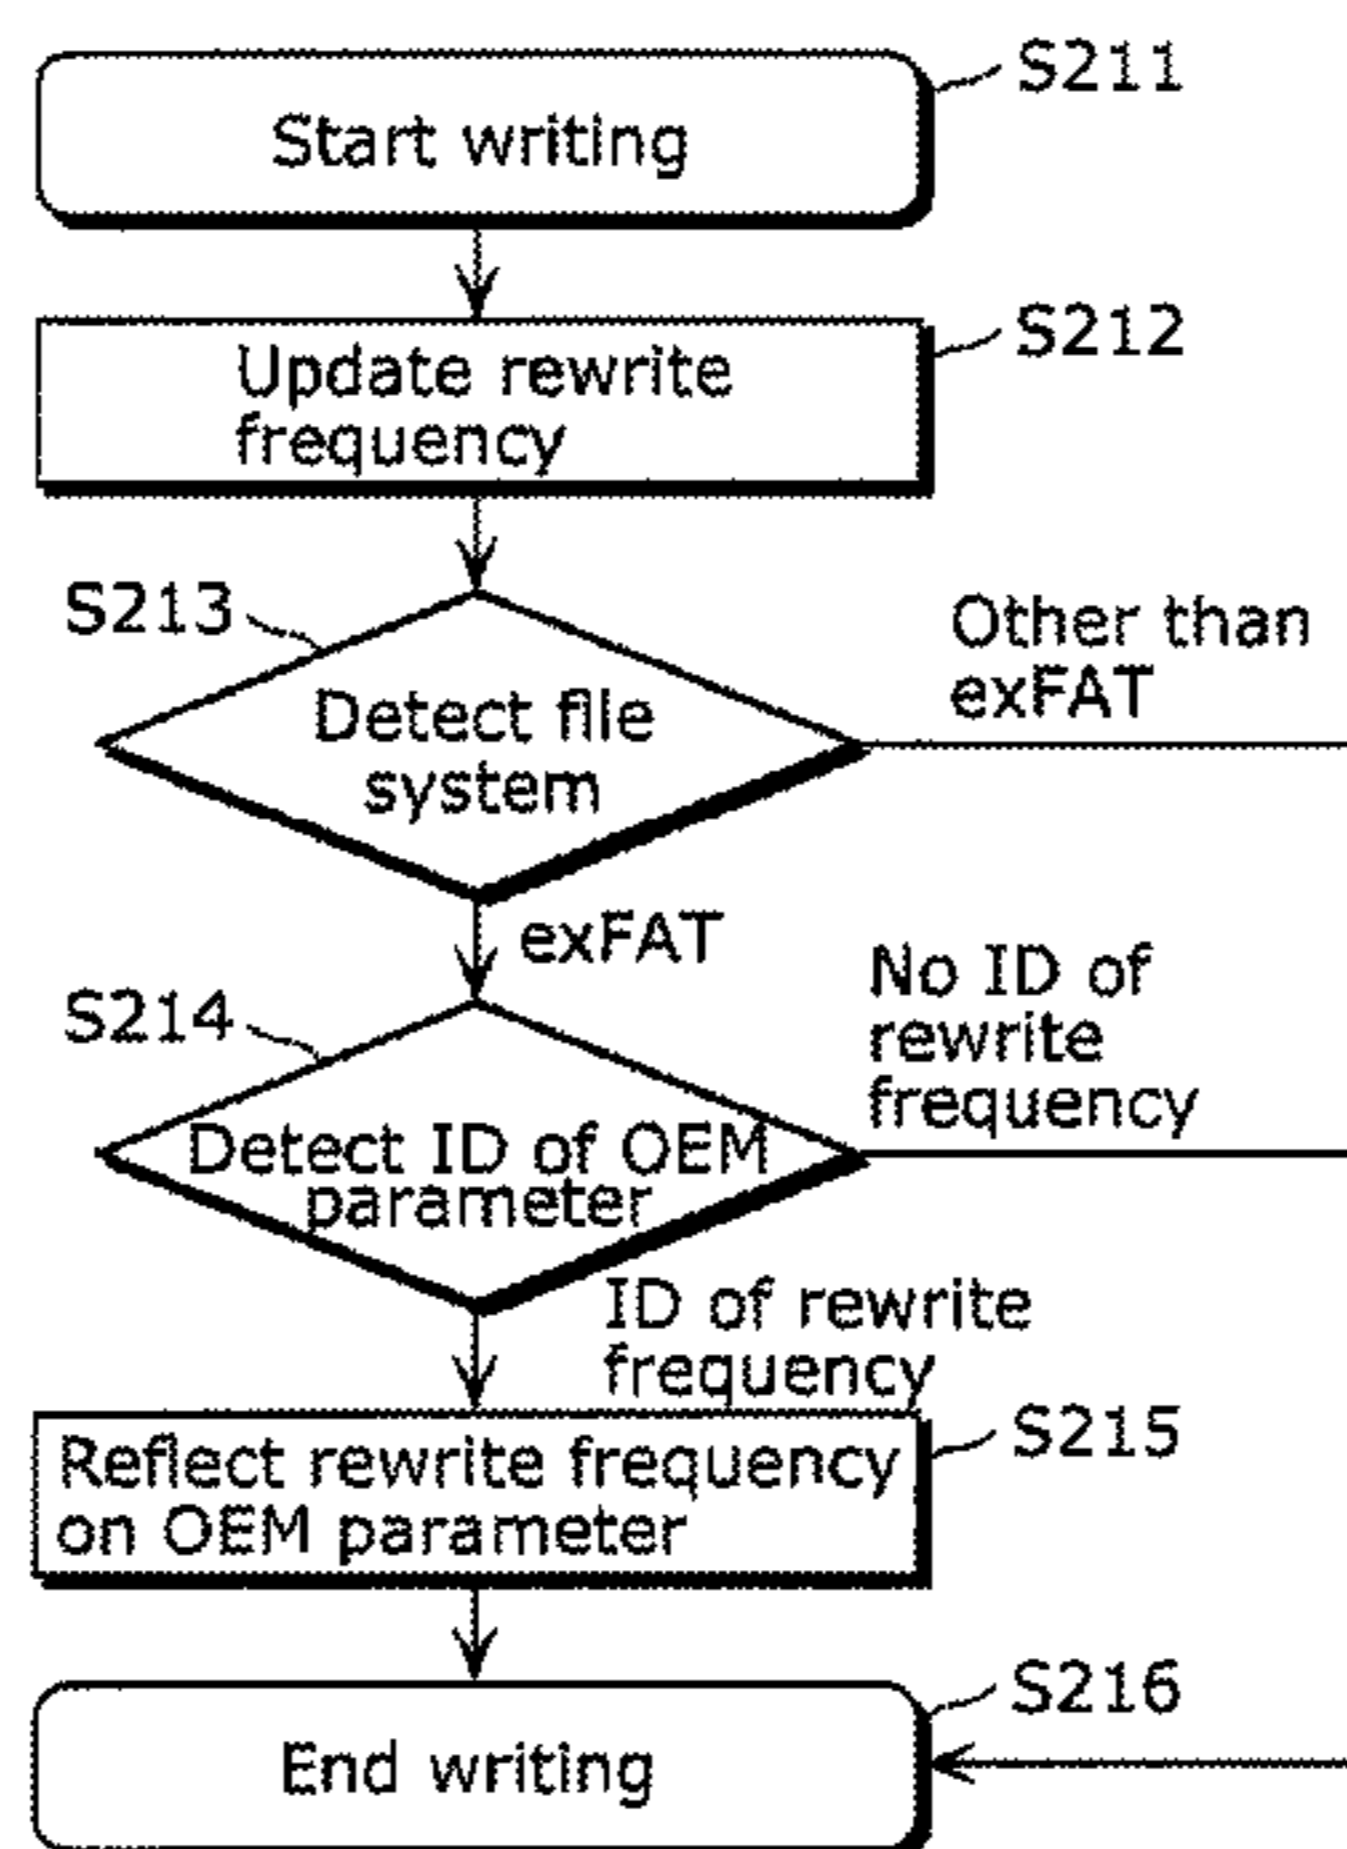 S211
Start writing
S212
Update rewrite
frequency
S213
Detect file
system
Other than
exFAT
exFAT
S214
Detect ID of OEM
parameter
No ID of
rewrite
frequency
ID of rewrite
frequency
S215
Reflect rewrite frequency
on OEM parameter
S216
End writing